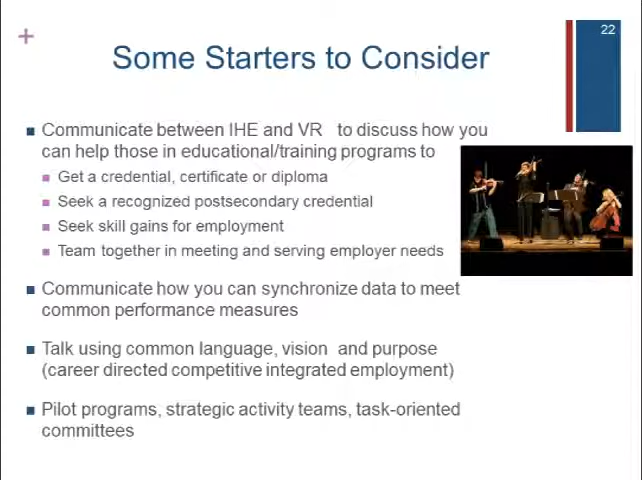 22
+
Some Starters to Consider
Communicate between IHE and VR to discuss how you
can help those in educational/training programs to
Get a credential, certificate or diploma
Seek a recognized postsecondary credential
Seek skill gains for employment
Team together in meeting and serving employer needs
Communicate how you can synchronize data to meet
common performance measures
Talk using common language, vision and purpose
(career directed competitive integrated employment)
Pilot programs, strategic activity teams, task-oriented
committees